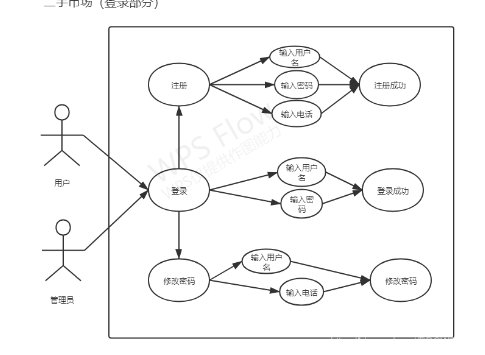 二手市场（登录部分）
输入用户
名
注册
输入密码
注册成功
输入电话
用户
输入用户
名
登录
登录成功
输入密
码
输入用户
名
修改密码
修改密码
输入电话
管理员